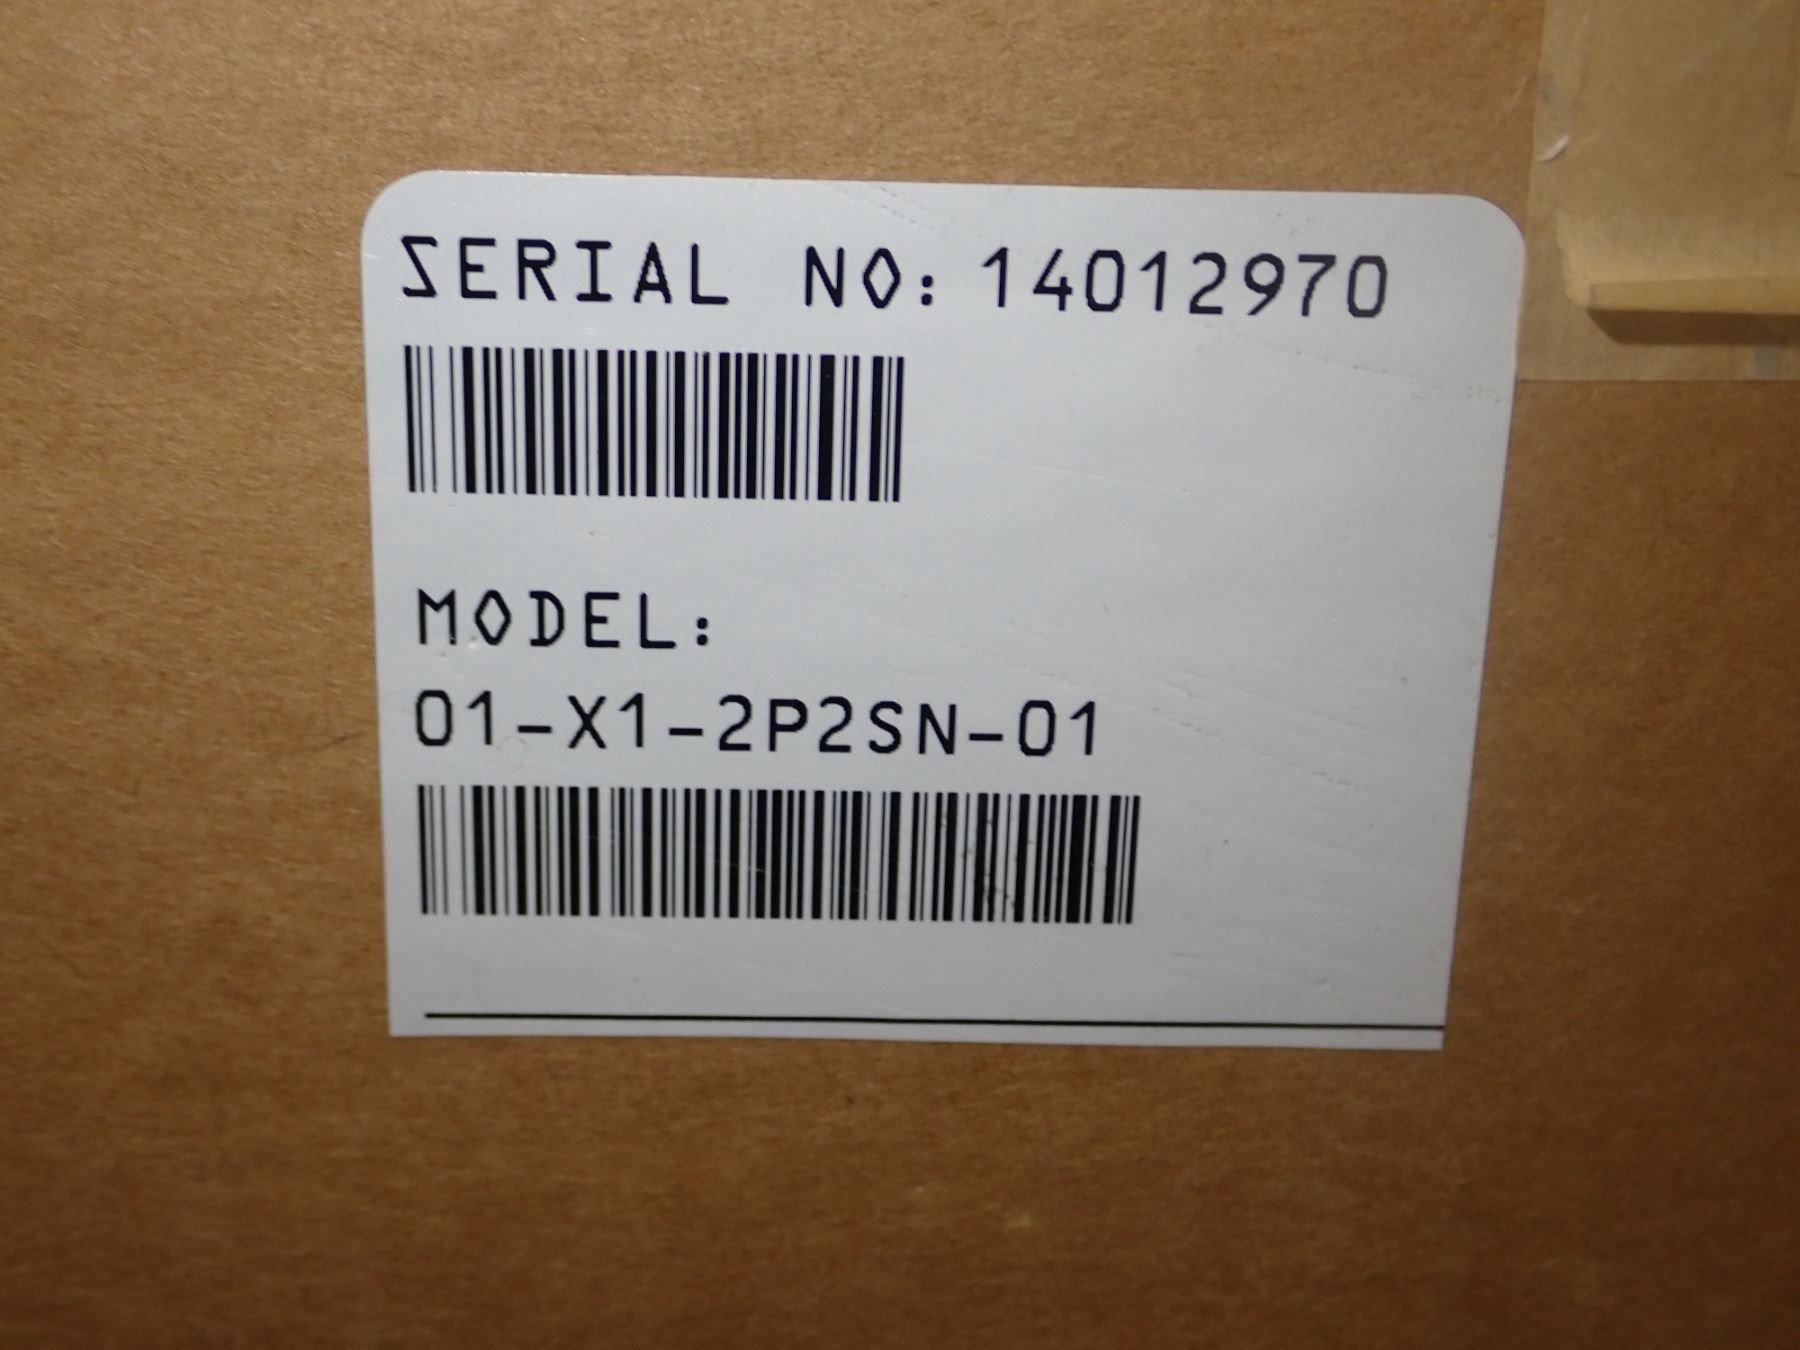 SERIAL NO: 14012970
MODEL:
01-X1-2P2SN-01